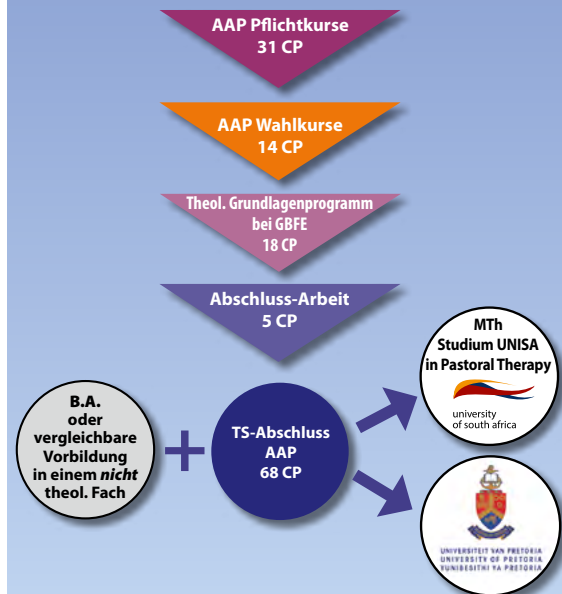 AAP Pflichtkurse
31 CP
AAP Wahlkurse
14 CP
Theol. Grundlagenprogramm
bei GBFE
18 CP
Abschluss-Arbeit
5 CP
B.A.
oder
vergleichbare
Vorbildung
in einem nicht
theol. Fach
+
TS-Abschluss
AAP
68 CP
MTh
Studium UNISA
in Pastoral Therapy
university
of south africa
UNIVERSITEIT VAN PRETORIA
UNIVERSITY OF PRETORIA
YUNIBESITHI YA PRETORIA